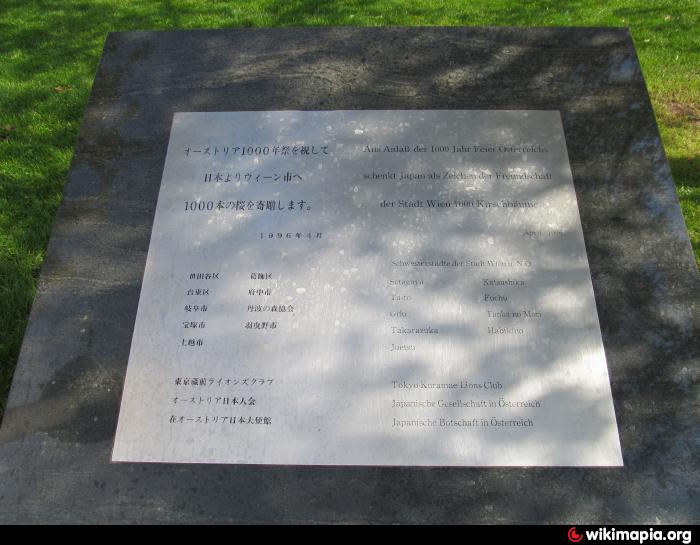 オーストリア1000年祭を祝して
日本よりウィーン市へ
1000本の桜を寄贈します。
1996年4月
世田谷区 葛飾区
台東区 府中市
岐阜市 丹波の森協会
宝塚市 羽曳野市
上越市
東京蔵前ライオンズクラブ
オーストリア日本人会
在オーストリア日本大使館
Aus Anlaß der 1000 Jahr Feier Österreichs
schenkt Japan als Zeichen der Freundschaft
der Stadt Wien 1000 Kirschbäume
April, 1996
Schwesterstädte der Stadt Wien u. N.Ö.
Setagaya Katsushika
Taito Fuchu
Gifu Tanba no Mori
Takarazuka Habikino
Joetsu
Tokyo Kuramae Lions Club
Japanische Gesellschaft in Österreich
Japanische Botschaft in Österreich
wikimapia.org